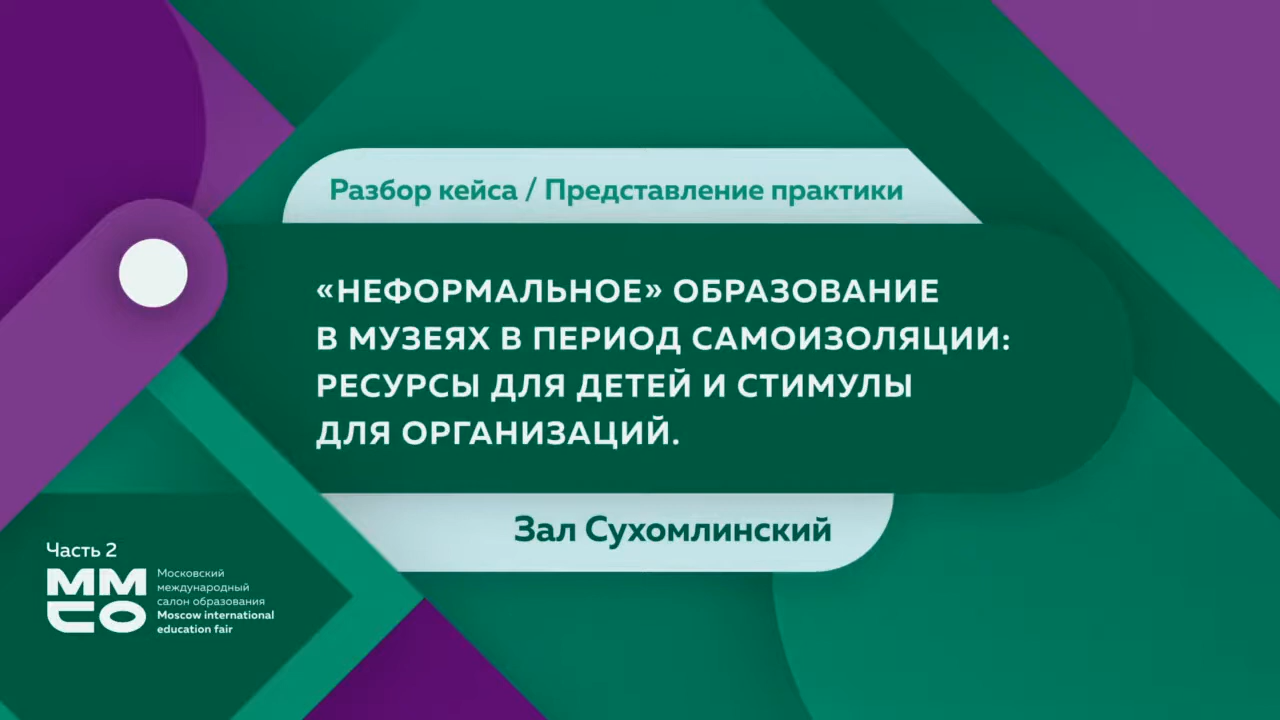 Разбор кейса / Представление практики
«НЕФОРМАЛЬНОЕ» ОБРАЗОВАНИЕ
В МУЗЕЯХ В ПЕРИОД САМОИЗОЛЯЦИИ:
РЕСУРСЫ ДЛЯ ДЕТЕЙ И СТИМУЛЫ
ДЛЯ ОРГАНИЗАЦИЙ.
Зал Сухомлинский
Часть 2
ММ
СО
Московский
международный
салон образования
Moscow international
education fair